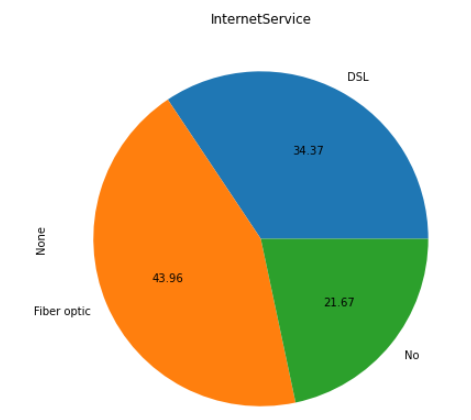 InternetService
DSL
34.37
None
43.96
Fiber optic
21.67
No